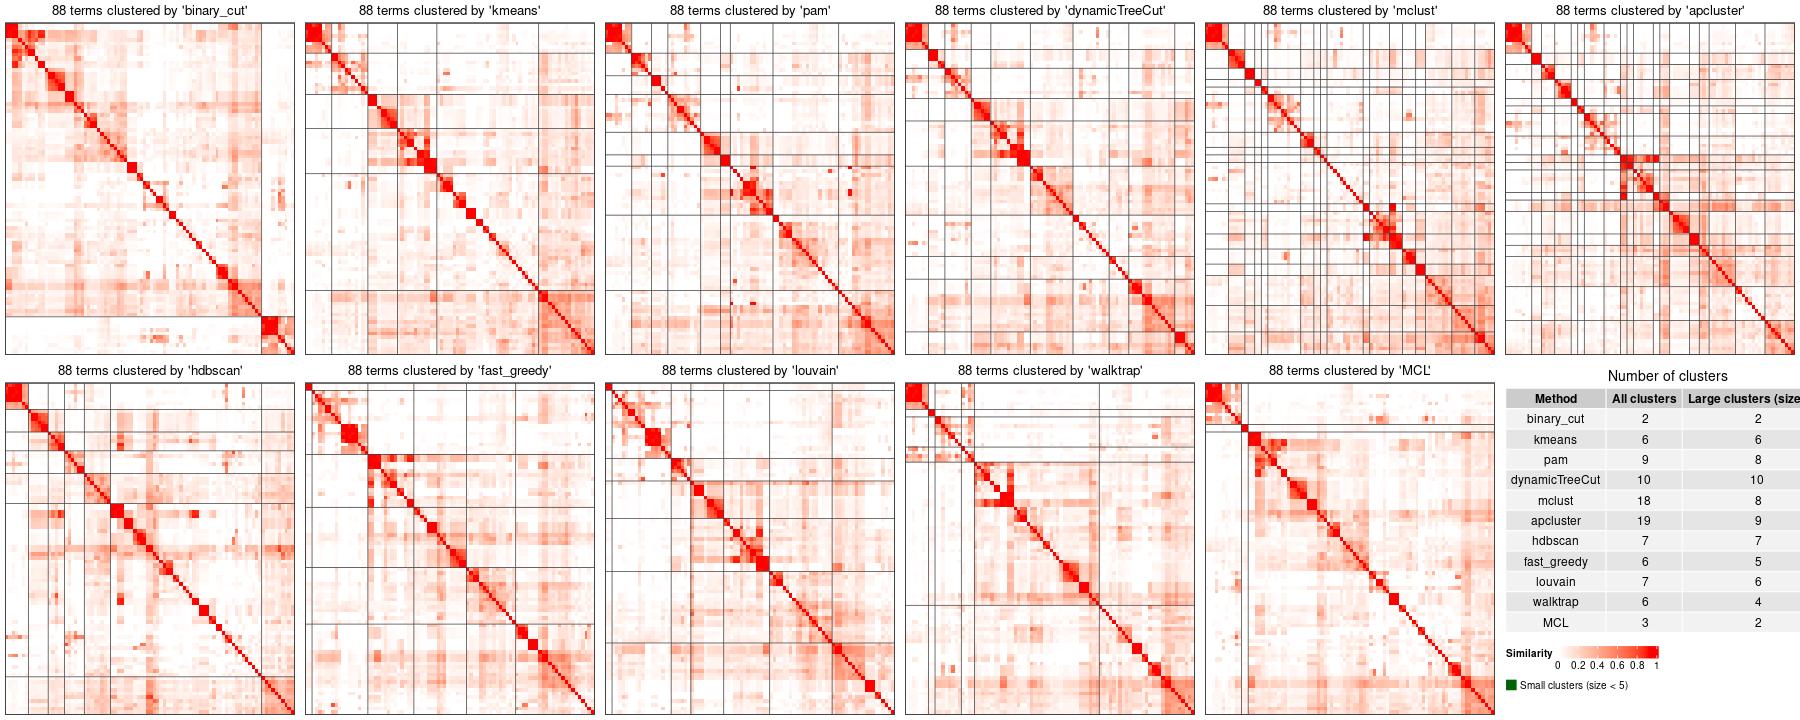 88 terms clustered by 'binary_cut'
88 terms clustered by 'kmeans'
88 terms clustered by 'pam'
88 terms clustered by 'dynamicTreeCut'
88 terms clustered by 'mclust'
88 terms clustered by 'apcluster'
88 terms clustered by 'hdbscan'
88 terms clustered by 'fast_greedy'
88 terms clustered by 'louvain'
88 terms clustered by 'walktrap'
88 terms clustered by 'MCL'
Number of clusters
Method All clusters Large clusters (size
binary_cut 2 2
kmeans 6 6
pam 9 8
dynamicTreeCut 10 10
mclust 18 8
apcluster 19 9
hdbscan 7 7
fast_greedy 6 5
louvain 7 6
walktrap 6 4
MCL 3 2
Similarity
0 0.2 0.4 0.6 0.8 1
Small clusters (size < 5)